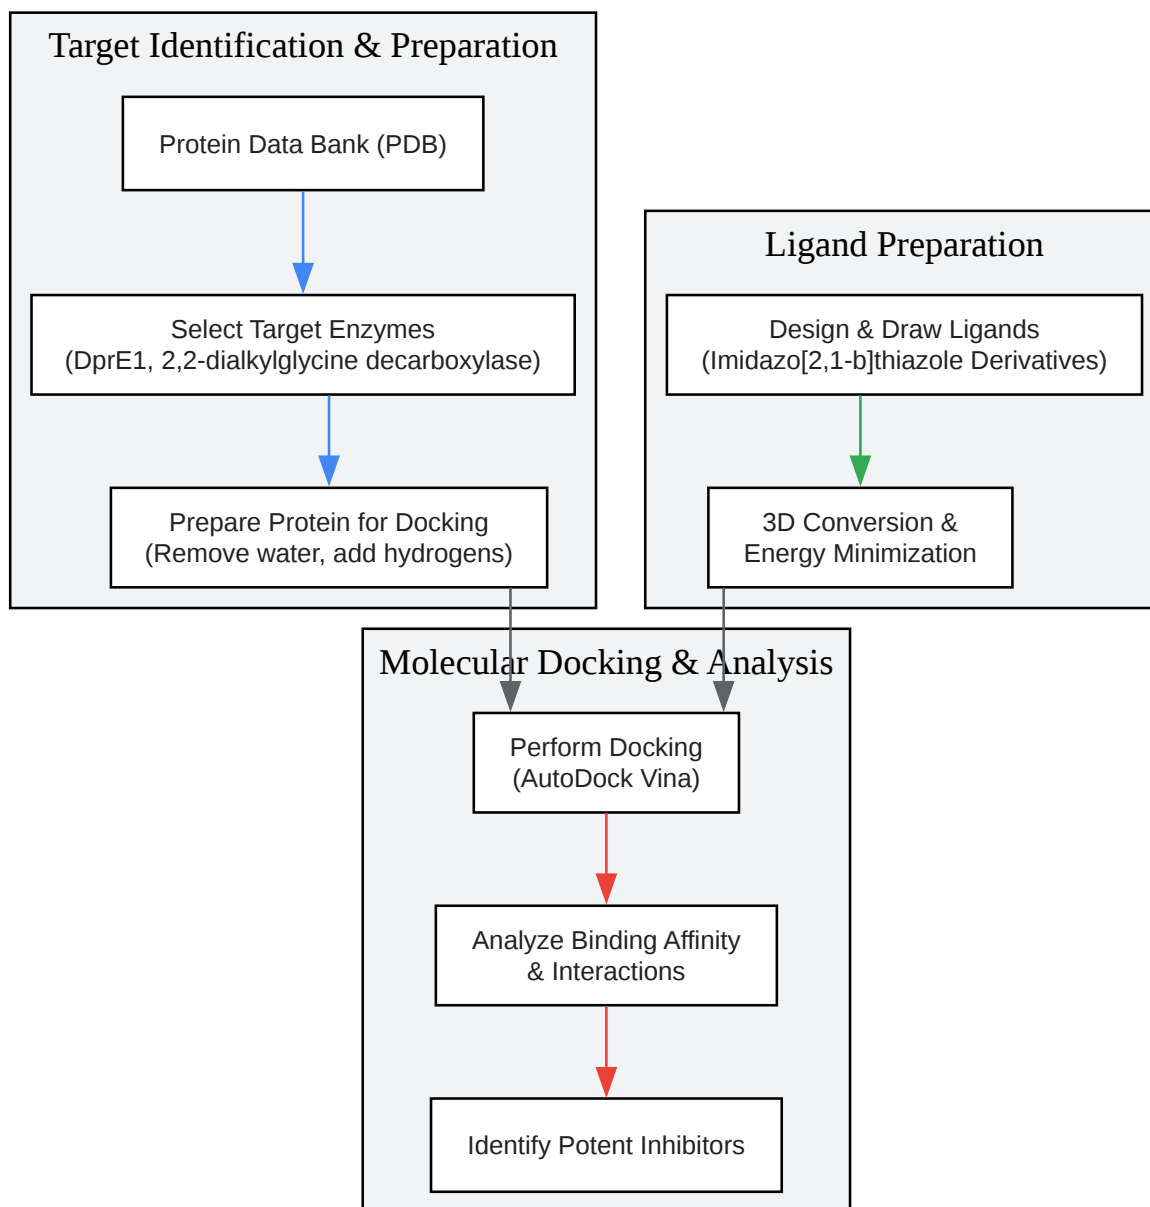 Target Identification & Preparation
Protein Data Bank (PDB)
Select Target Enzymes
(DprE1, 2,2-dialkylglycine decarboxylase)
Prepare Protein for Docking
(Remove water, add hydrogens)
Ligand Preparation
Design & Draw Ligands
(Imidazo[2,1-b]thiazole Derivatives)
3D Conversion &
Energy Minimization
Molecular Docking & Analysis
Perform Docking
(AutoDock Vina)
Analyze Binding Affinity
& Interactions
Identify Potent Inhibitors